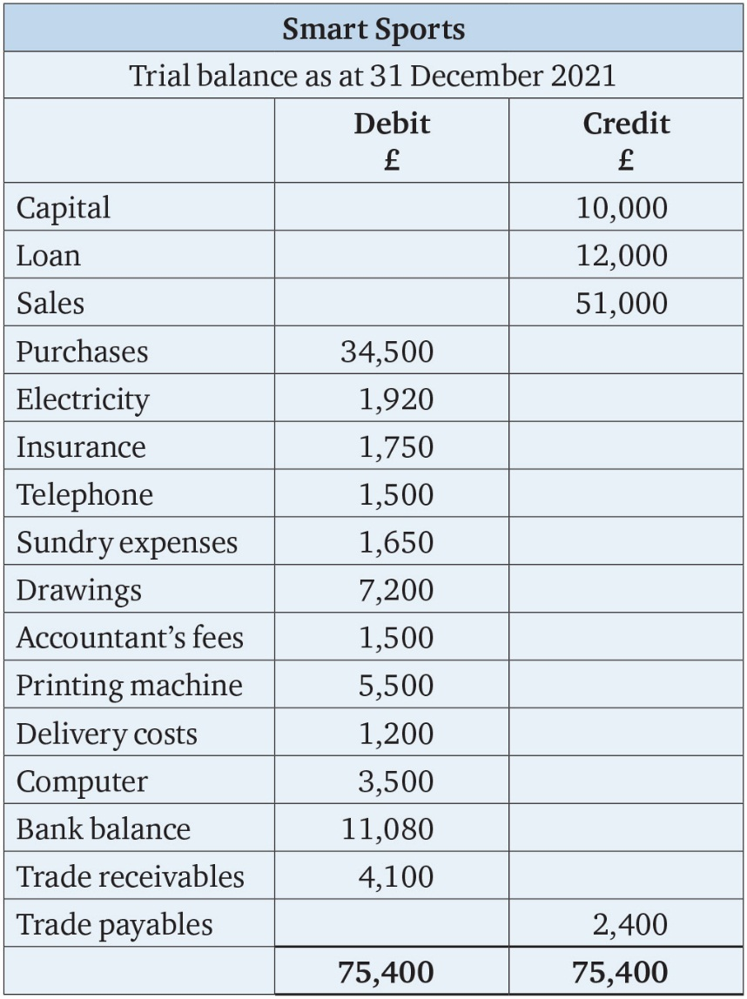 Smart Sports
Trial balance as at 31 December 2021
Debit Credit
£ £
Capital 10,000
Loan 12,000
Sales 51,000
Purchases 34,500
Electricity 1,920
Insurance 1,750
Telephone 1,500
Sundry expenses 1,650
Drawings 7,200
Accountant’s fees 1,500
Printing machine 5,500
Delivery costs 1,200
Computer 3,500
Bank balance 11,080
Trade receivables 4,100
Trade payables 2,400
75,400 75,400